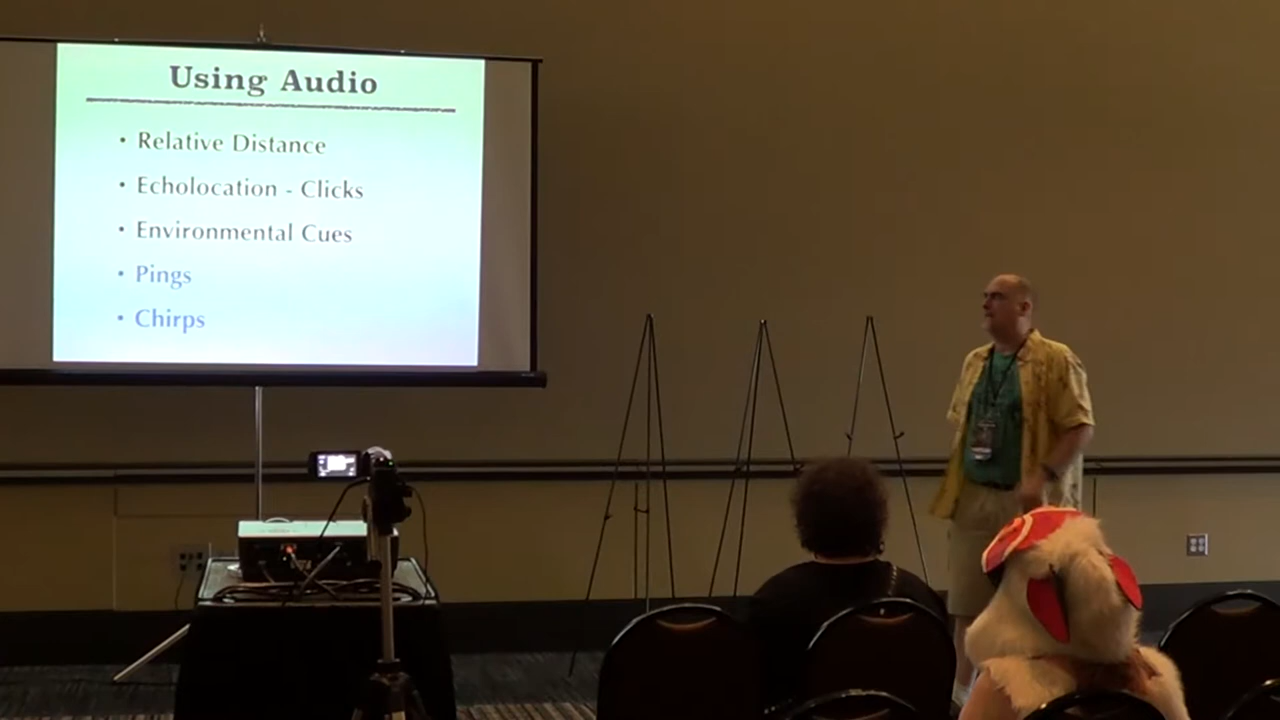 Using Audio
• Relative Distance
• Echolocation - Clicks
• Environmental Cues
• Pings
• Chirps